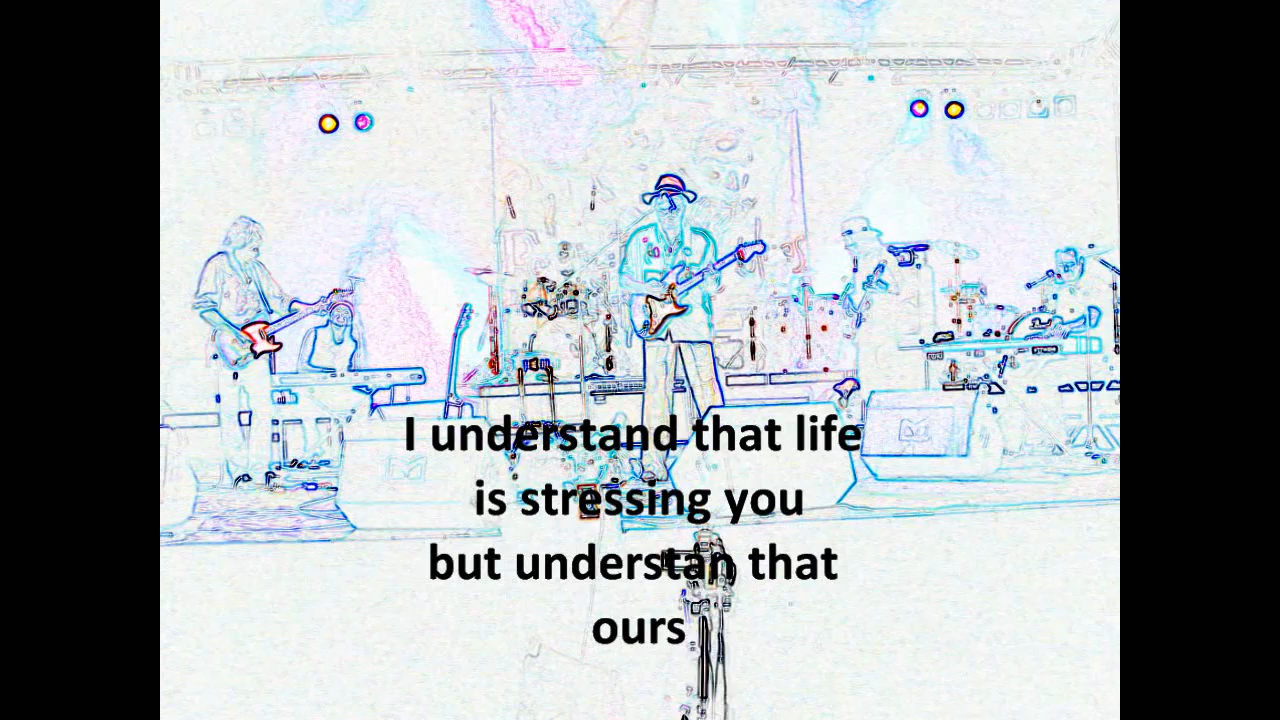 I understand that life
is stressing you
but understan that
ours